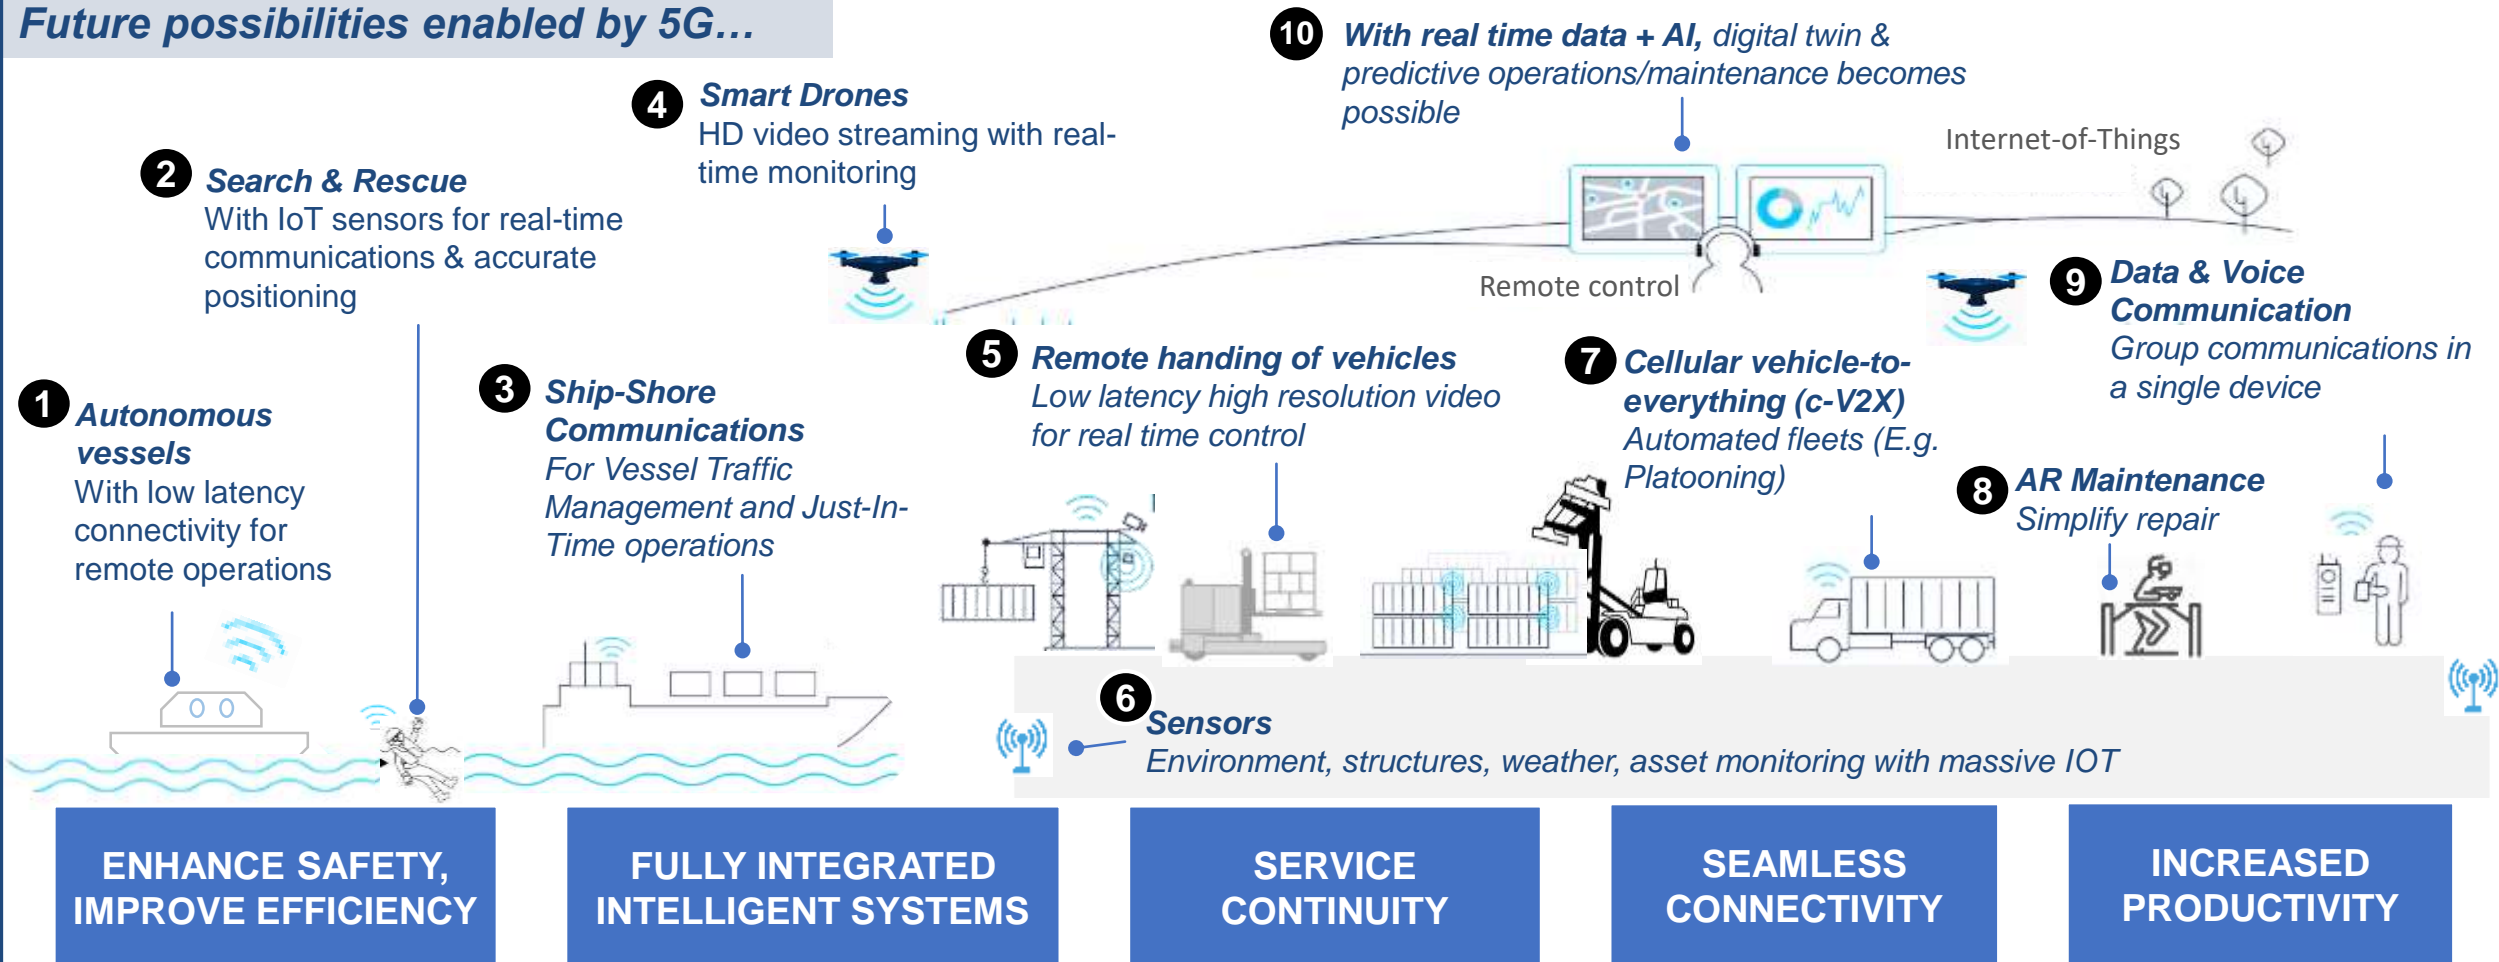 Future possibilities enabled by 5G...
10
With real time data + AI, digital twin &
predictive operations/maintenance becomes
possible
4
Smart Drones
HD video streaming with real-
time monitoring
Internet-of-Things
2
Search & Rescue
With IoT sensors for real-time
communications & accurate
positioning
Remote control
9
Data & Voice
Communication
Group communications in
a single device
1
Autonomous
vessels
With low latency
connectivity for
remote operations
3
Ship-Shore
Communications
For Vessel Traffic
Management and Just-In-
Time operations
5
Remote handing of vehicles
Low latency high resolution video
for real time control
7
Cellular vehicle-to-
everything (c-V2X)
Automated fleets (E.g.
Platooning)
8
AR Maintenance
Simplify repair
6
Sensors
Environment, structures, weather, asset monitoring with massive IOT
ENHANCE SAFETY,
IMPROVE EFFICIENCY
FULLY INTEGRATED
INTELLIGENT SYSTEMS
SERVICE
CONTINUITY
SEAMLESS
CONNECTIVITY
INCREASED
PRODUCTIVITY